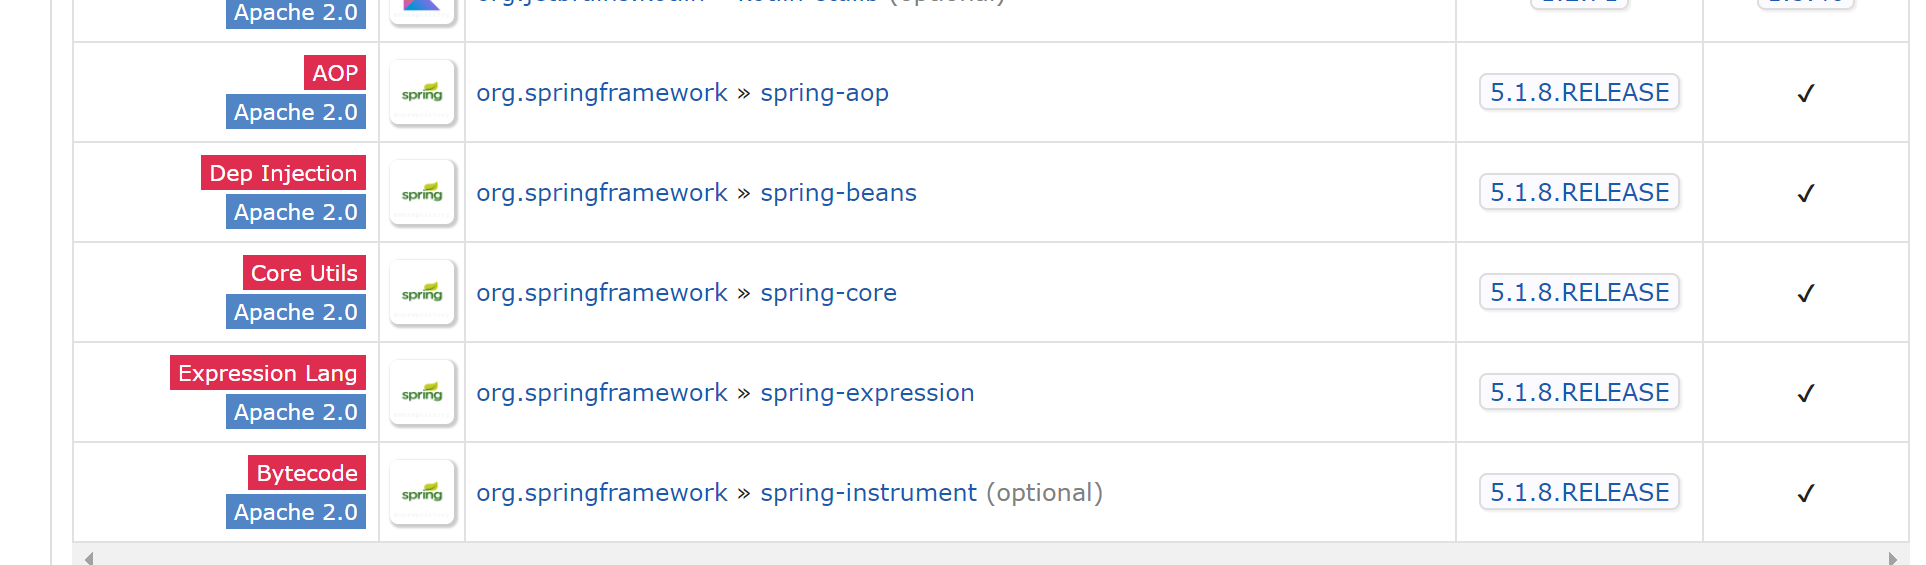 Apache 2.0
(optional)
AOP
Apache 2.0
spring
org.springframework » spring-aop
5.1.8.RELEASE
✓
Dep Injection
Apache 2.0
spring
org.springframework » spring-beans
5.1.8.RELEASE
✓
Core Utils
Apache 2.0
spring
org.springframework » spring-core
5.1.8.RELEASE
✓
Expression Lang
Apache 2.0
spring
org.springframework » spring-expression
5.1.8.RELEASE
✓
Bytecode
Apache 2.0
spring
org.springframework » spring-instrument (optional)
5.1.8.RELEASE
✓